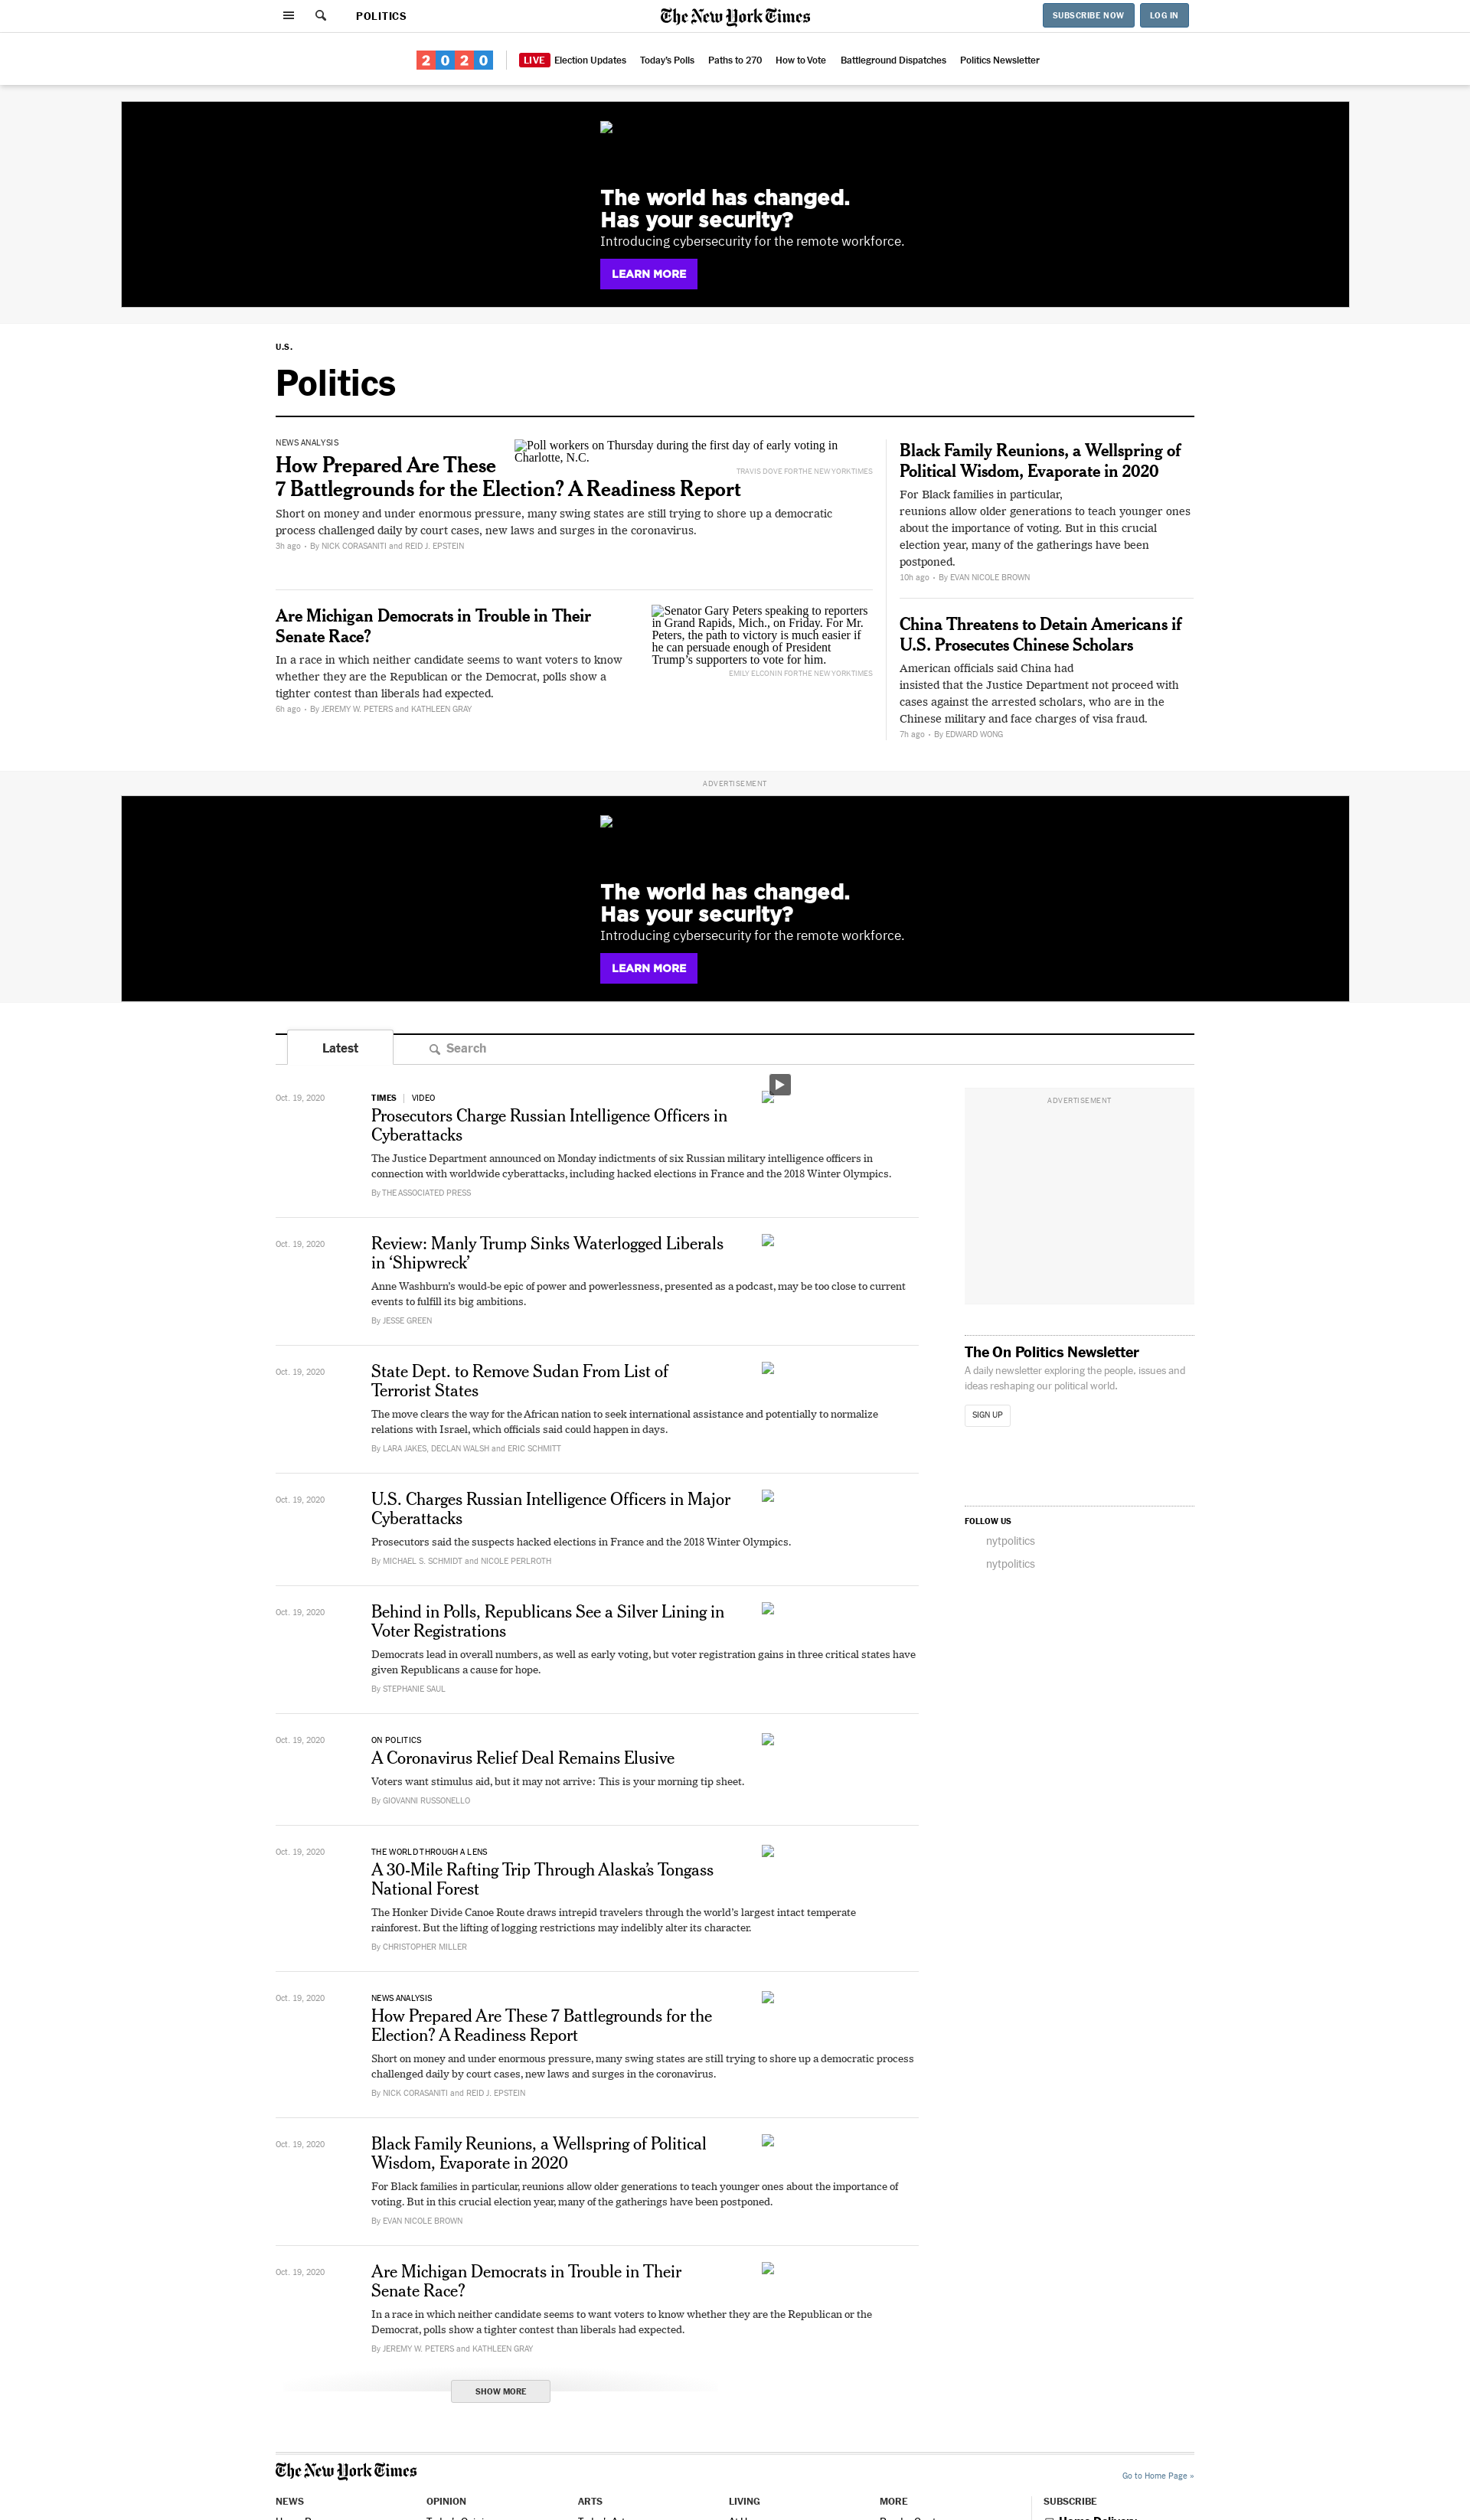 POLITICS
The New York Times
SUBSCRIBE NOW
LOG IN
2020
LIVE Election Updates
Today's Polls
Paths to 270
How to Vote
Battleground Dispatches
Politics Newsletter
The world has changed.
Has your security?
Introducing cybersecurity for the remote workforce.
LEARN MORE
U.S.
Politics
NEWS ANALYSIS
Poll workers on Thursday during the first day of early voting in
Charlotte, N.C.
TRAVIS DOVE FOR THE NEW YORK TIMES
How Prepared Are These
7 Battlegrounds for the Election? A Readiness Report
Short on money and under enormous pressure, many swing states are still trying to shore up a democratic
process challenged daily by court cases, new laws and surges in the coronavirus.
3h ago • By NICK CORASANITI and REID J. EPSTEIN
Are Michigan Democrats in Trouble in Their
Senate Race?
In a race in which neither candidate seems to want voters to know
whether they are the Republican or the Democrat, polls show a
tighter contest than liberals had expected.
6h ago • By JEREMY W. PETERS and KATHLEEN GRAY
Senator Gary Peters speaking to reporters
in Grand Rapids, Mich., on Friday. For Mr.
Peters, the path to victory is much easier if
he can persuade enough of President
Trump's supporters to vote for him.
EMILY ELCONIN FOR THE NEW YORK TIMES
Black Family Reunions, a Wellspring of
Political Wisdom, Evaporate in 2020
For Black families in particular,
reunions allow older generations to teach younger ones
about the importance of voting. But in this crucial
election year, many of the gatherings have been
postponed.
10h ago • By EVAN NICOLE BROWN
China Threatens to Detain Americans if
U.S. Prosecutes Chinese Scholars
American officials said China had
insisted that the Justice Department not proceed with
cases against the arrested scholars, who are in the
Chinese military and face charges of visa fraud.
7h ago • By EDWARD WONG
ADVERTISEMENT
The world has changed.
Has your security?
Introducing cybersecurity for the remote workforce.
LEARN MORE
Latest
Search
Oct. 19, 2020
TIMES | VIDEO
Prosecutors Charge Russian Intelligence Officers in
Cyberattacks
The Justice Department announced on Monday indictments of six Russian military intelligence officers in
connection with worldwide cyberattacks, including hacked elections in France and the 2018 Winter Olympics.
By THE ASSOCIATED PRESS
Oct. 19, 2020
Review: Manly Trump Sinks Waterlogged Liberals
in ‘Shipwreck’
Anne Washburn's would-be epic of power and powerlessness, presented as a podcast, may be too close to current
events to fulfill its big ambitions.
By JESSE GREEN
Oct. 19, 2020
State Dept. to Remove Sudan From List of
Terrorist States
The move clears the way for the African nation to seek international assistance and potentially to normalize
relations with Israel, which officials said could happen in days.
By LARA JAKES, DECLAN WALSH and ERIC SCHMITT
Oct. 19, 2020
U.S. Charges Russian Intelligence Officers in Major
Cyberattacks
Prosecutors said the suspects hacked elections in France and the 2018 Winter Olympics.
By MICHAEL S. SCHMIDT and NICOLE PERLROTH
Oct. 19, 2020
Behind in Polls, Republicans See a Silver Lining in
Voter Registrations
Democrats lead in overall numbers, as well as early voting, but voter registration gains in three critical states have
given Republicans a cause for hope.
By STEPHANIE SAUL
Oct. 19, 2020
ON POLITICS
A Coronavirus Relief Deal Remains Elusive
Voters want stimulus aid, but it may not arrive: This is your morning tip sheet.
By GIOVANNI RUSSONELLO
Oct. 19, 2020
THE WORLD THROUGH A LENS
A 30-Mile Rafting Trip Through Alaska's Tongass
National Forest
The Honker Divide Canoe Route draws intrepid travelers through the world's largest intact temperate
rainforest. But the lifting of logging restrictions may indelibly alter its character.
By CHRISTOPHER MILLER
Oct. 19, 2020
NEWS ANALYSIS
How Prepared Are These 7 Battlegrounds for the
Election? A Readiness Report
Short on money and under enormous pressure, many swing states are still trying to shore up a democratic process
challenged daily by court cases, new laws and surges in the coronavirus.
By NICK CORASANITI and REID J. EPSTEIN
Oct. 19, 2020
Black Family Reunions, a Wellspring of Political
Wisdom, Evaporate in 2020
For Black families in particular, reunions allow older generations to teach younger ones about the importance of
voting. But in this crucial election year, many of the gatherings have been postponed.
By EVAN NICOLE BROWN
Oct. 19, 2020
Are Michigan Democrats in Trouble in Their
Senate Race?
In a race in which neither candidate seems to want voters to know whether they are the Republican or the
Democrat, polls show a tighter contest than liberals had expected.
By JEREMY W. PETERS and KATHLEEN GRAY
SHOW MORE
ADVERTISEMENT
The On Politics Newsletter
A daily newsletter exploring the people, issues and
ideas reshaping our political world.
SIGN UP
FOLLOW US
nytpolitics
nytpolitics
The New York Times
Go to Home Page »
NEWS
OPINION
ARTS
LIVING
MORE
SUBSCRIBE